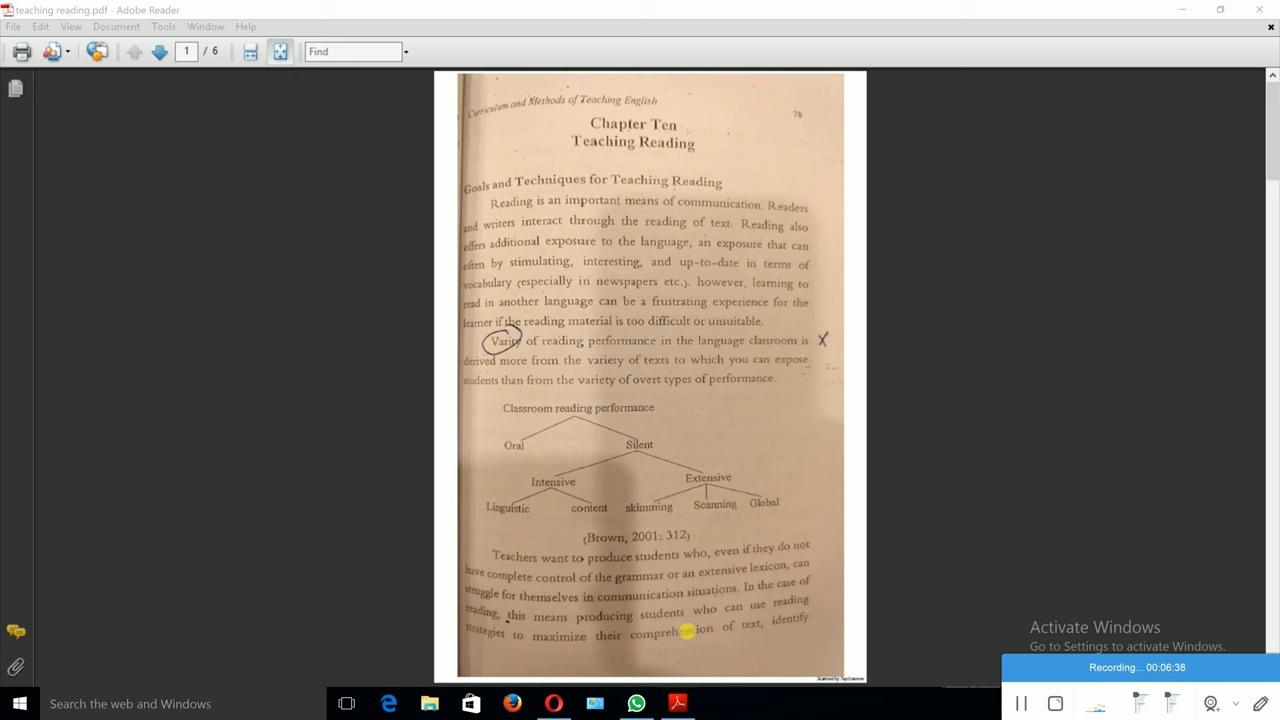 teaching reading.pdf - Adobe Reader
File Edit View Document Tools Window Help
1 / 6 Find
Curriculum and Methods of Teaching English 78
Chapter Ten
Teaching Reading
Goals and Techniques for Teaching Reading
Reading is an important means of communication. Readers
and writers interact through the reading of text. Reading also
offers additional exposure to the language, an exposure that can
often by stimulating, interesting, and up-to-date in terms of
vocabulary (especially in newspapers etc.). however, learning to
read in another language can be a frustrating experience for the
learner if the reading material is too difficult or unsuitable.
Varity of reading performance in the language classroom is X
derived more from the variety of texts to which you can expose
students than from the variety of overt types of performance.
Classroom reading performance
Oral Silent
Intensive Extensive
Linguistic content skimming Scanning Global
(Brown, 2001: 312)
Teachers want to produce students who, even if they do not
have complete control of the grammar or an extensive lexicon, can
struggle for themselves in communication situations. In the case of
reading, this means producing students who can use reading
strategies to maximize their comprehension of text, identify
Scanned by TapScanner
Activate Windows
Go to Settings to activate Windows.
Recording... 00:06:38
Search the web and Windows